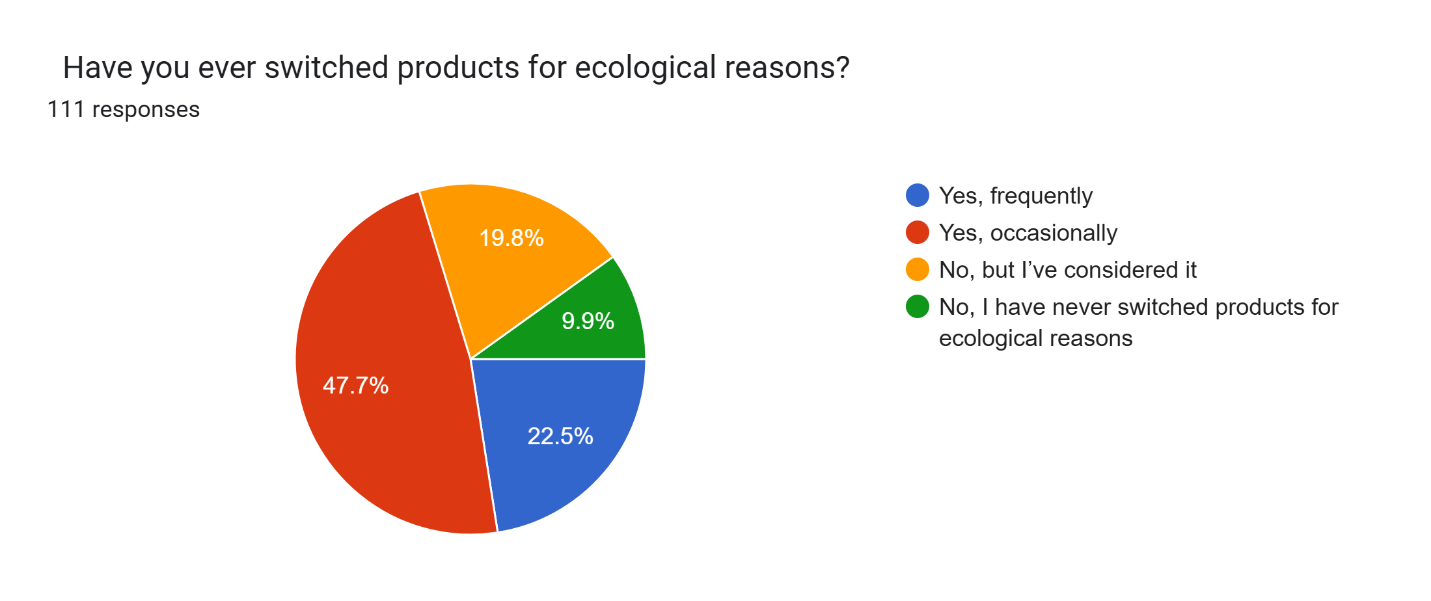 Have you ever switched products for ecological reasons?
111 responses
Yes, frequently
Yes, occasionally
No, but I’ve considered it
No, I have never switched products for
ecological reasons
19.8%
9.9%
47.7%
22.5%